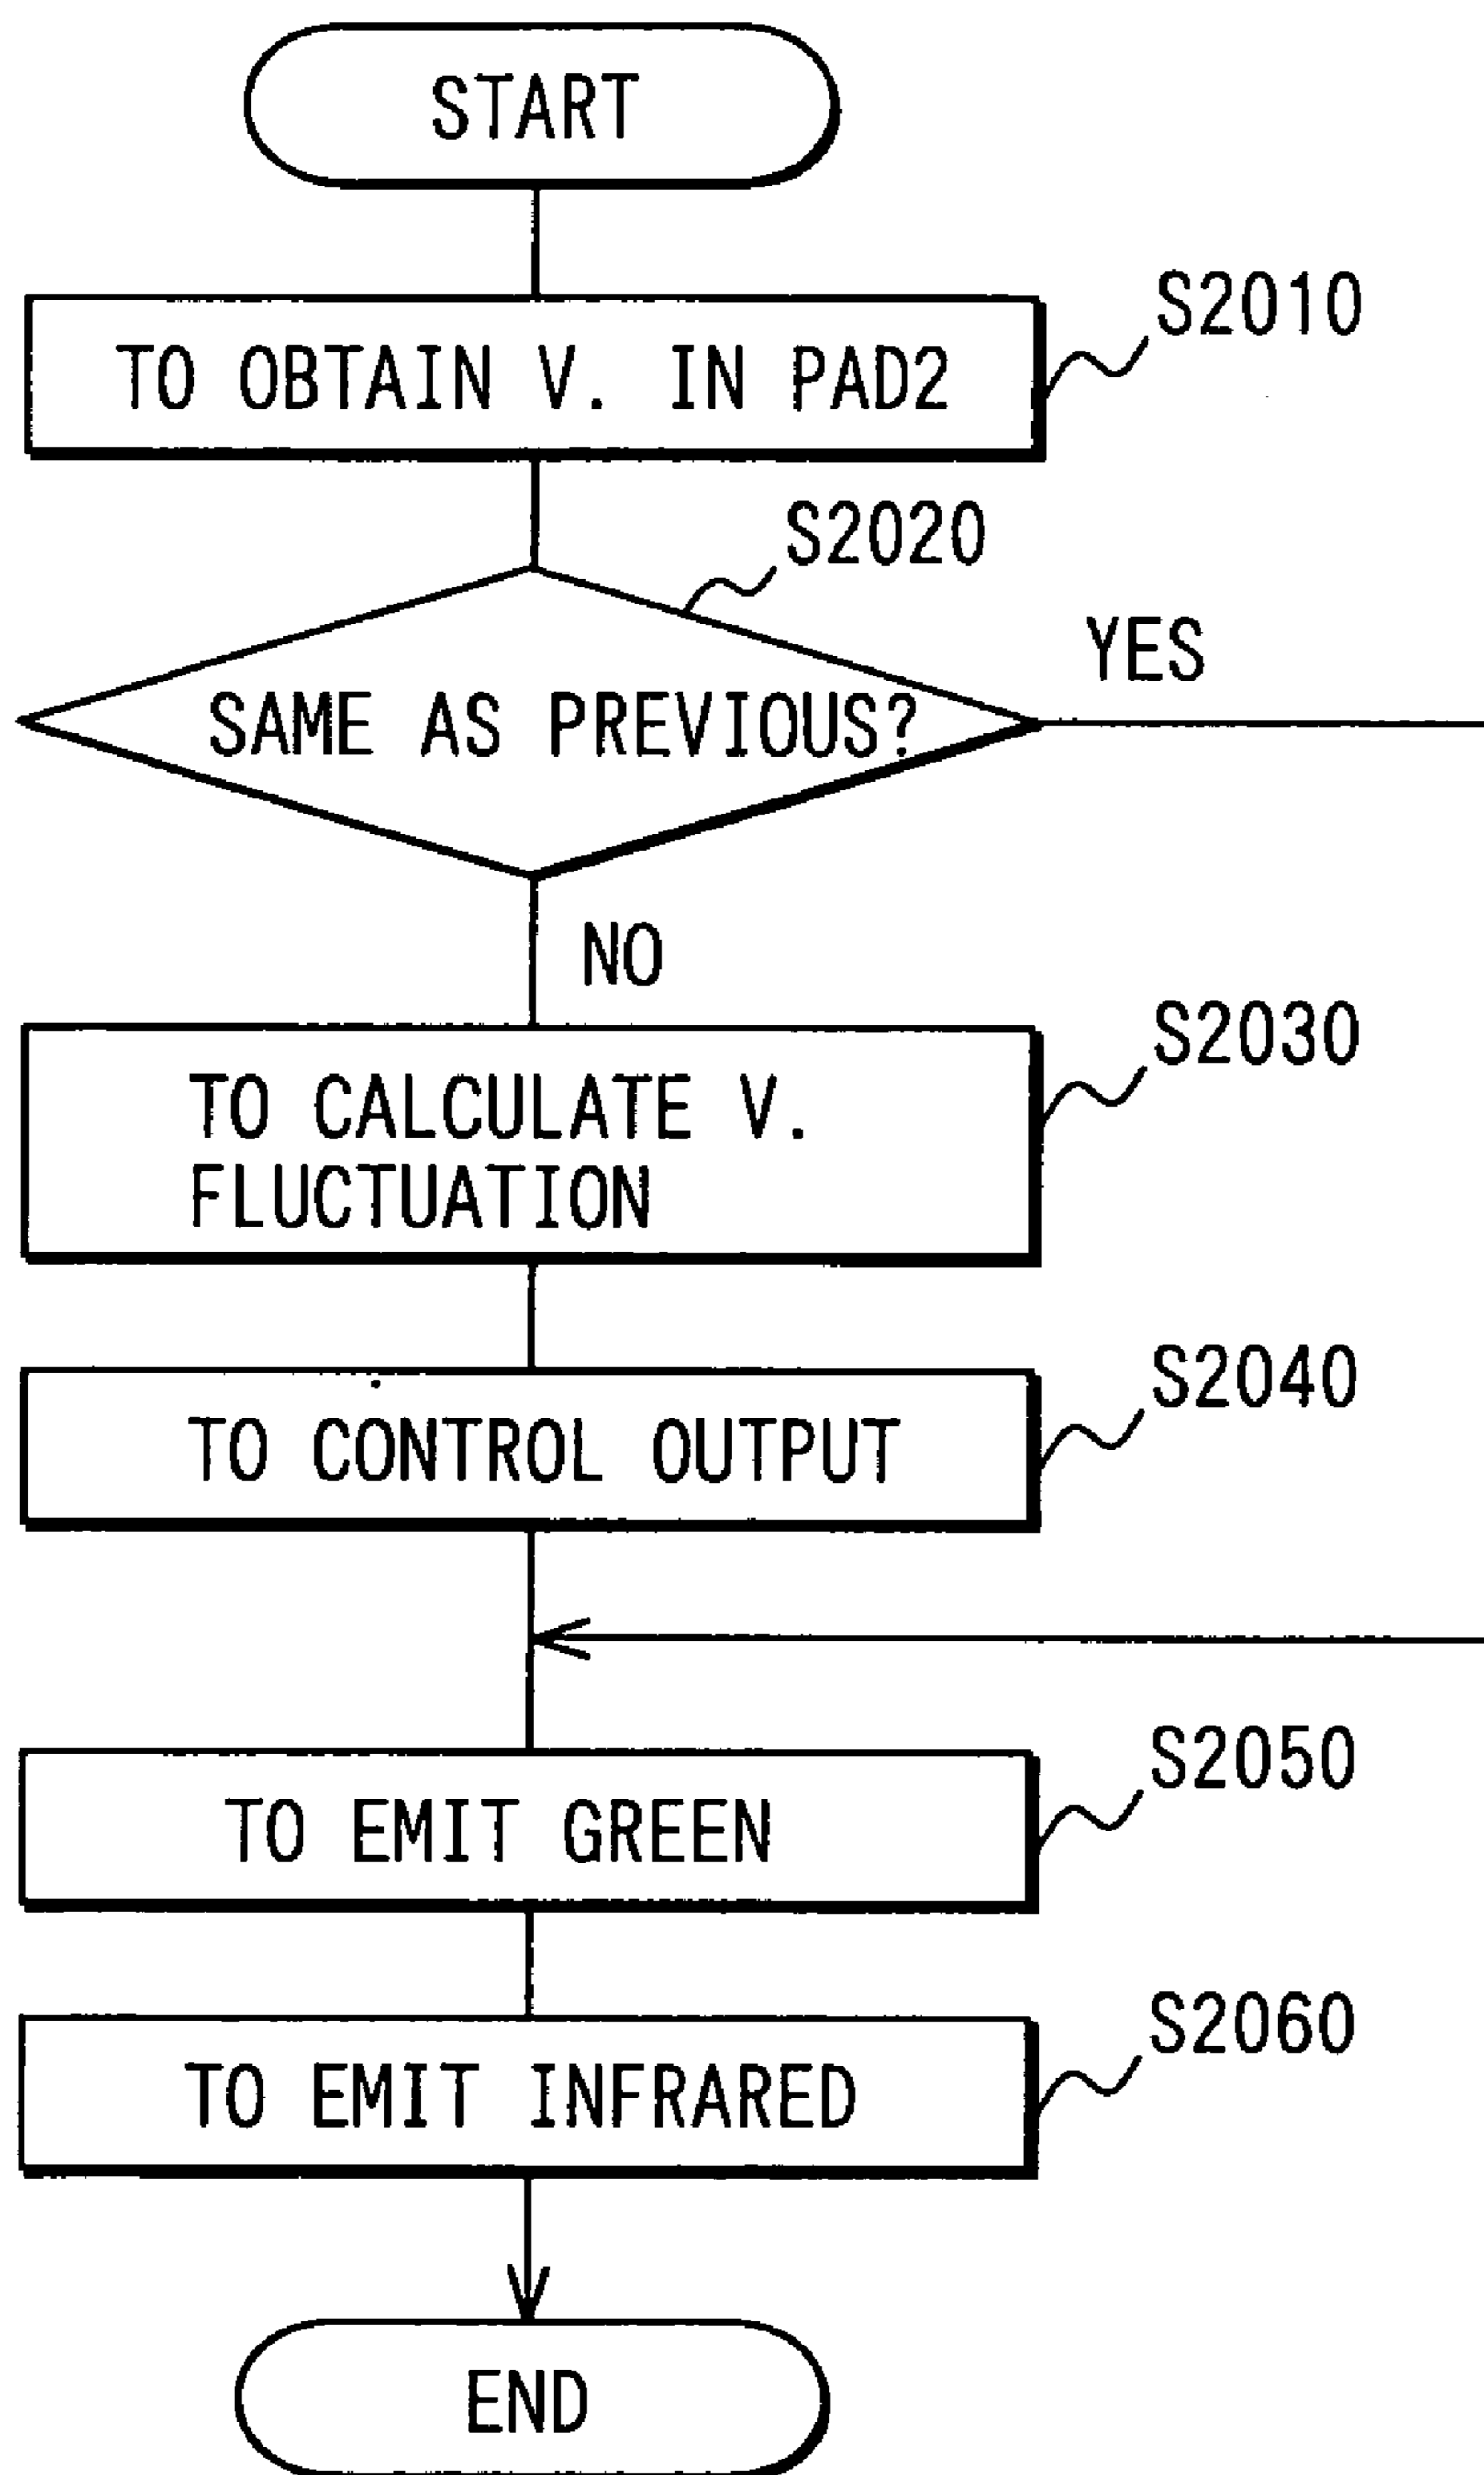 START
S2010
TO OBTAIN V. IN PAD2
S2020
YES
SAME AS PREVIOUS?
NO
S2030
TO CALCULATE V.
FLUCTUATION
S2040
TO CONTROL OUTPUT
S2050
TO EMIT GREEN
S2060
TO EMIT INFRARED
END